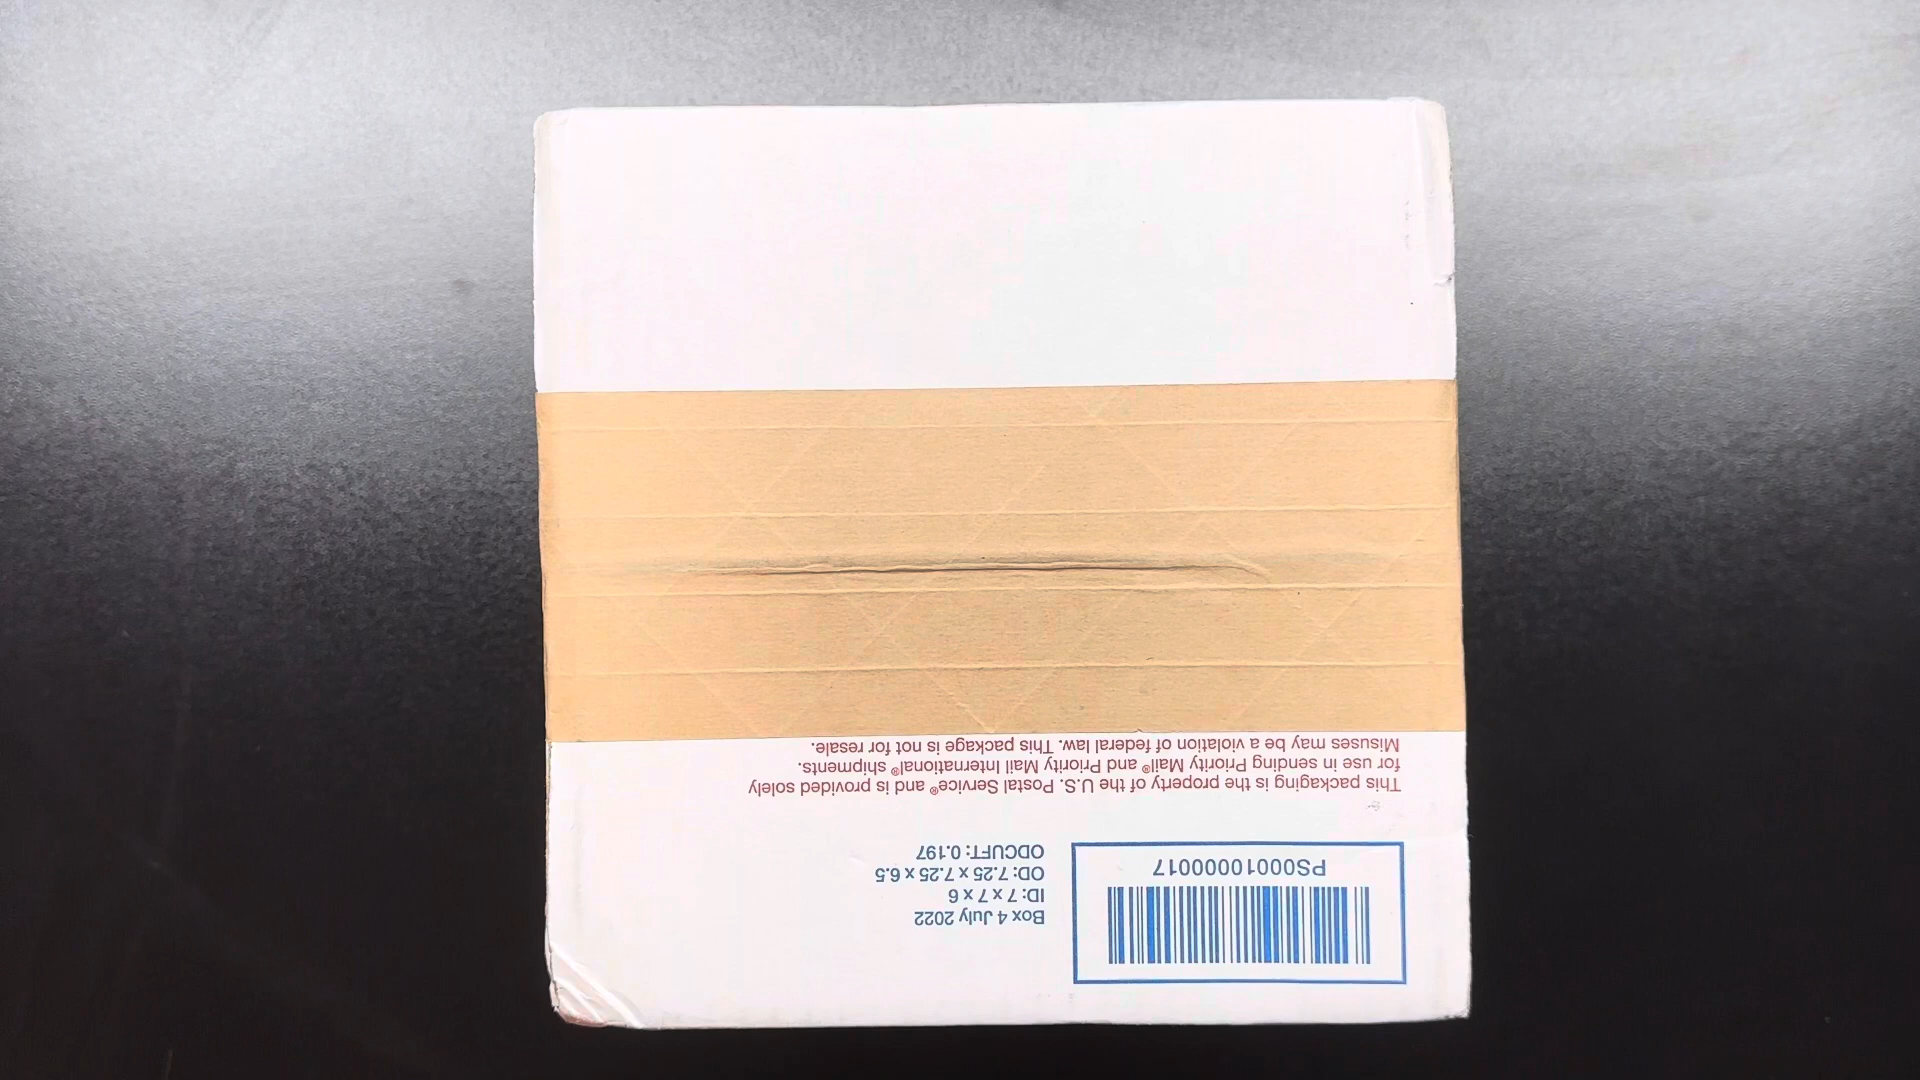 PS00010000017
Box 4 July 2022
ID: 7 x 7 x 6
OD: 7.25 x 7.25 x 6.5
ODCUFT: 0.197
This packaging is the property of the U.S. Postal Service® and is provided solely
for use in sending Priority Mail® and Priority Mail International® shipments.
Misuses may be a violation of federal law. This package is not for resale.